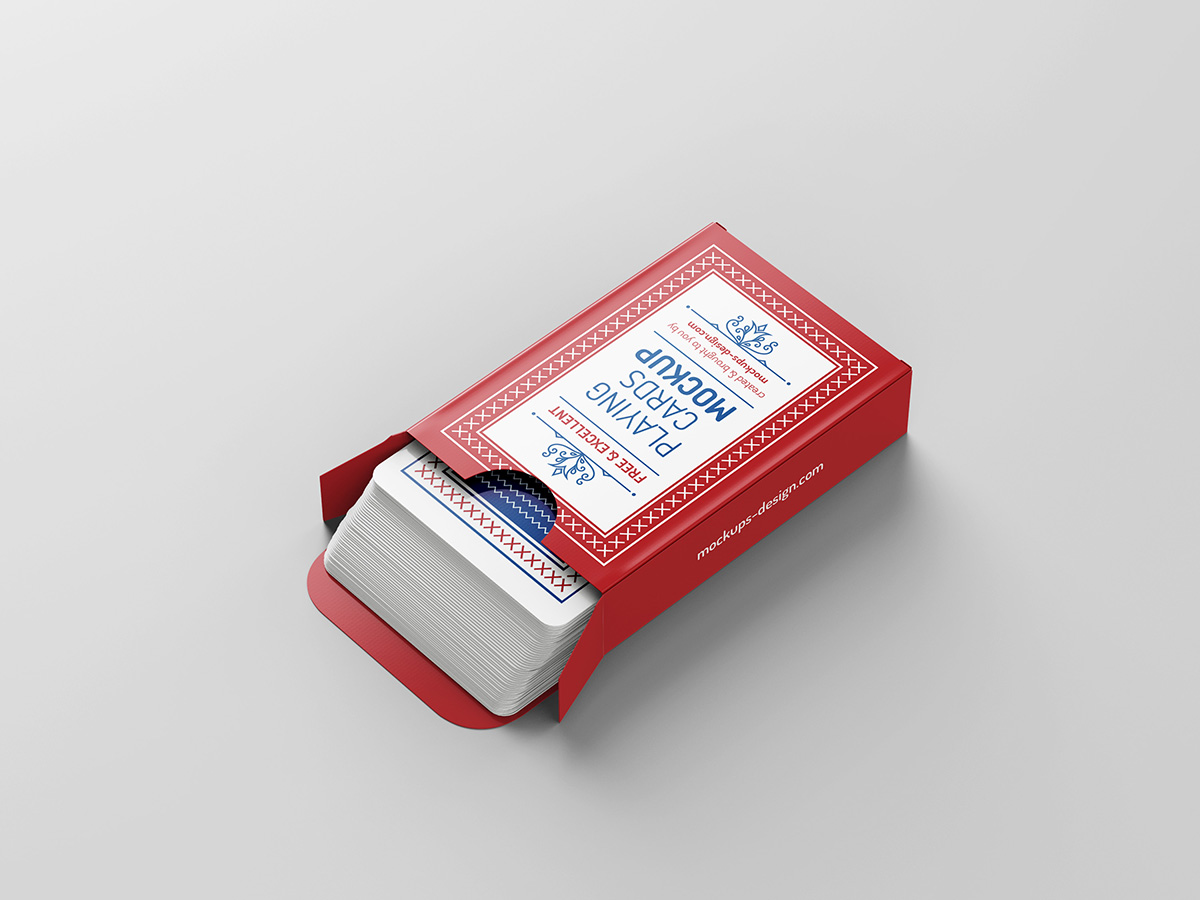 FREE & EXCELLENT
PLAYING
CARDS
MOCKUP
created & brought to you by
mockups-design.com
mockups-design.com